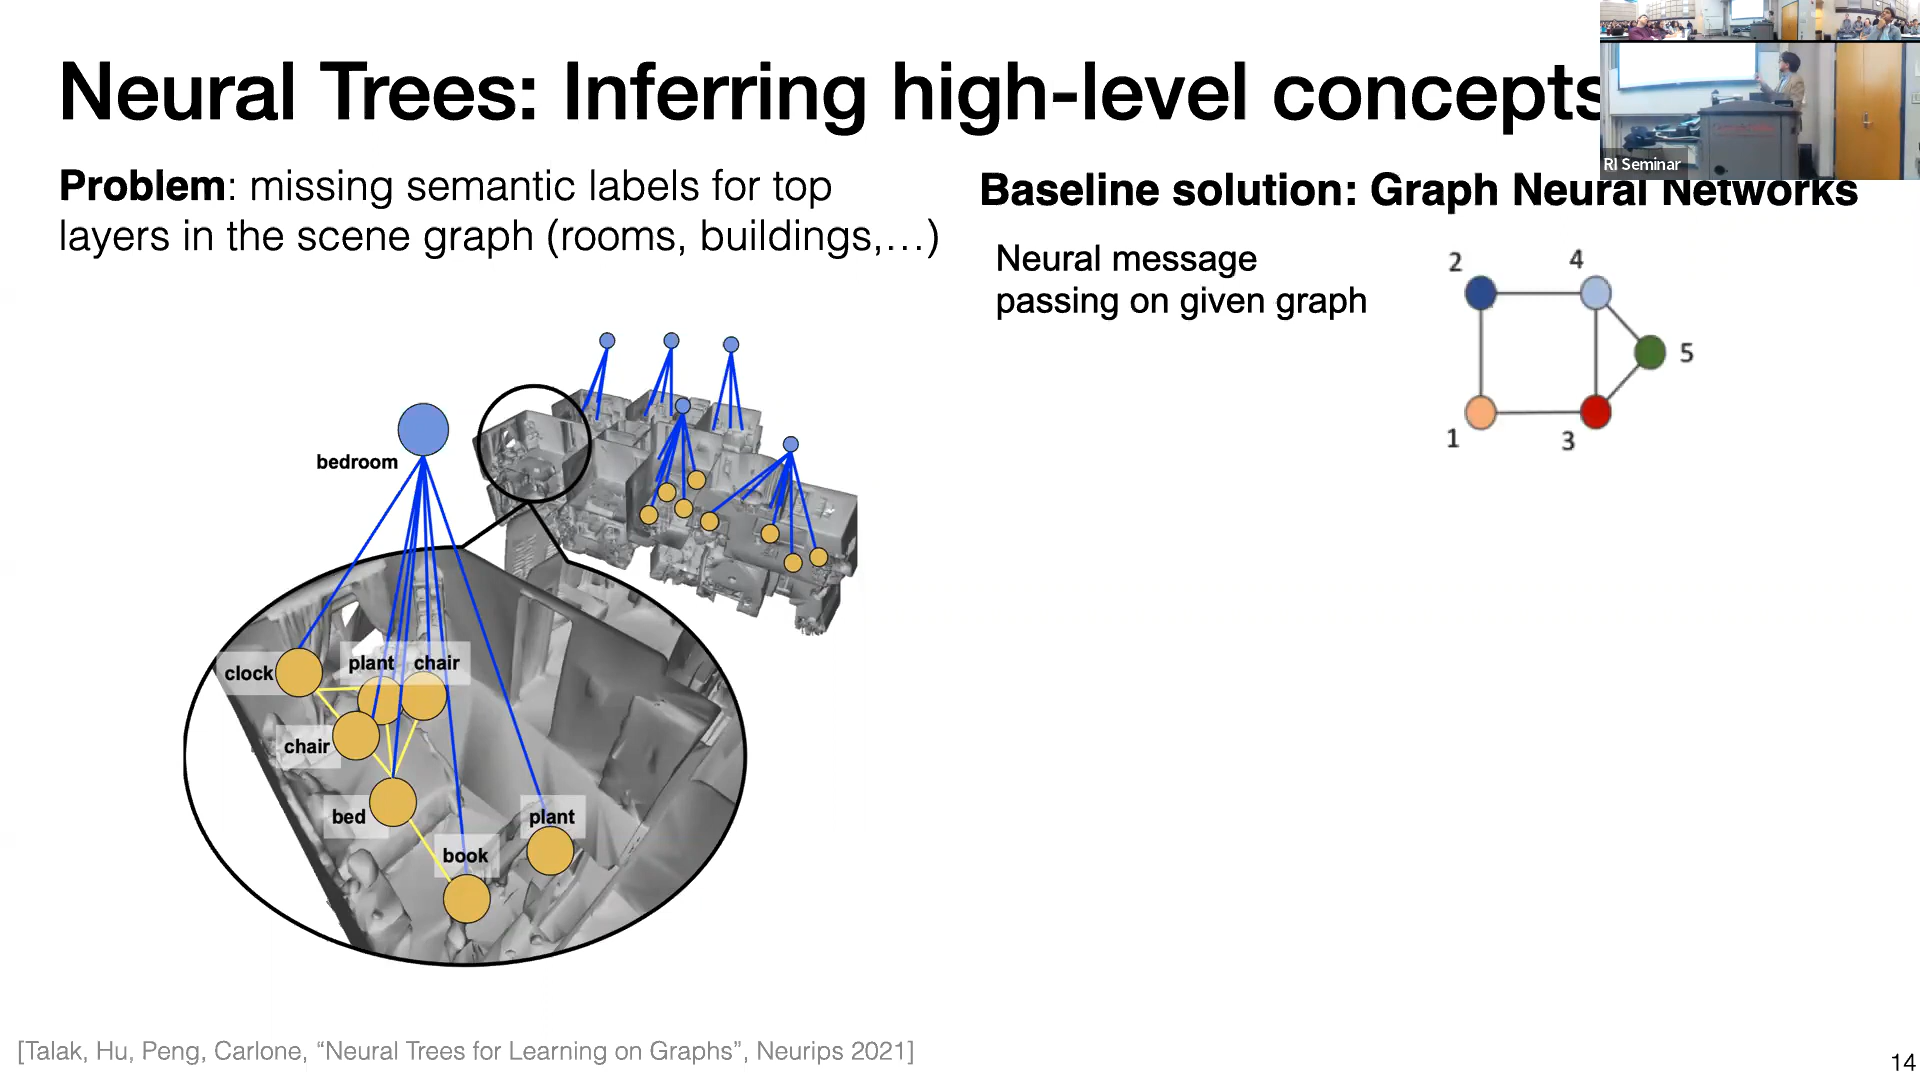 Neural Trees: Inferring high-level concepts
RI Seminar
Problem: missing semantic labels for top
layers in the scene graph (rooms, buildings,…)
Baseline solution: Graph Neural Networks
Neural message
passing on given graph
2
4
5
1
3
bedroom
clock
plant
chair
chair
bed
plant
book
[Talak, Hu, Peng, Carlone, “Neural Trees for Learning on Graphs”, Neurips 2021]
14